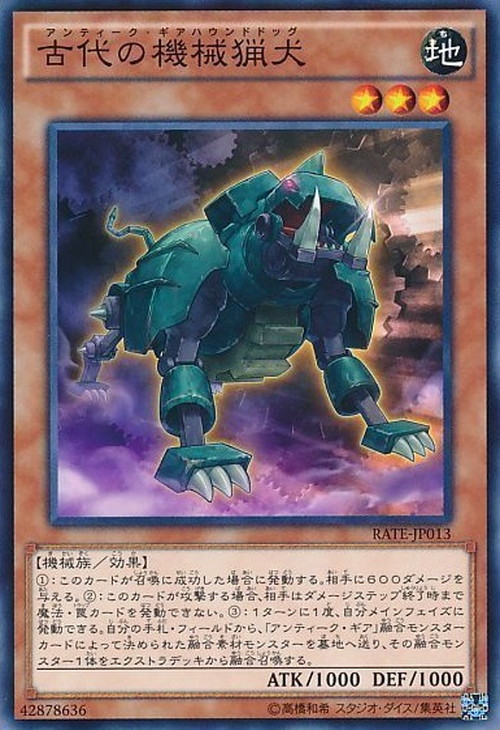 アンティーク・ギアハウンドドッグ
古代の機械猟犬
地
RATE-JP013
【機械族／効果】
①：このカードが召喚に成功した場合に発動する。相手に６００ダメージ
を与える。②：このカードが攻撃する場合、相手はダメージステップ終了時まで
魔法・罠カードを発動できない。③：１ターンに１度、自分メインフェイズに
発動できる。自分の手札・フィールドから、「アンティーク・ギア」融合モンスター
カードによって決められた融合素材モンスターを墓地へ送り、その融合モン
スター１体をエクストラデッキから融合召喚する。
ATK/1000 DEF/1000
42878636
©高橋和希 スタジオ・ダイス/集英社